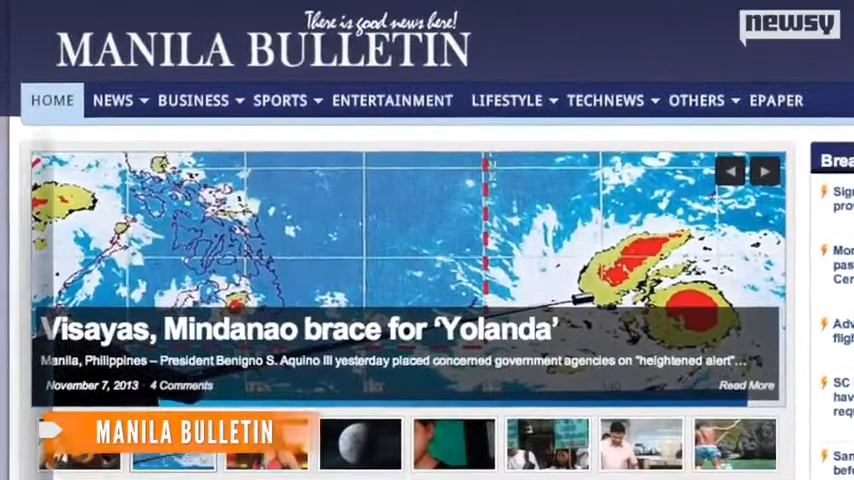 There is good news here!
newsy
MANILA BULLETIN
HOME NEWS BUSINESS SPORTS ENTERTAINMENT LIFESTYLE TECHNEWS OTHERS EPAPER
Visayas, Mindanao brace for ‘Yolanda’
Manila, Philippines – President Benigno S. Aquino III yesterday placed concerned government agencies on "heightened alert"...
November 7, 2013 · 4 Comments
Read More
SC
MANILA BULLETIN